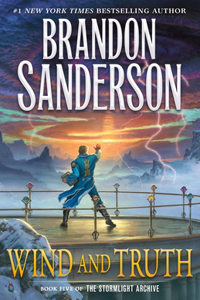 #1 NEW YORK TIMES BESTSELLING AUTHOR
BRANDON
SANDERSON
WIND AND TRUTH
BOOK FIVE OF THE STORMLIGHT ARCHIVE